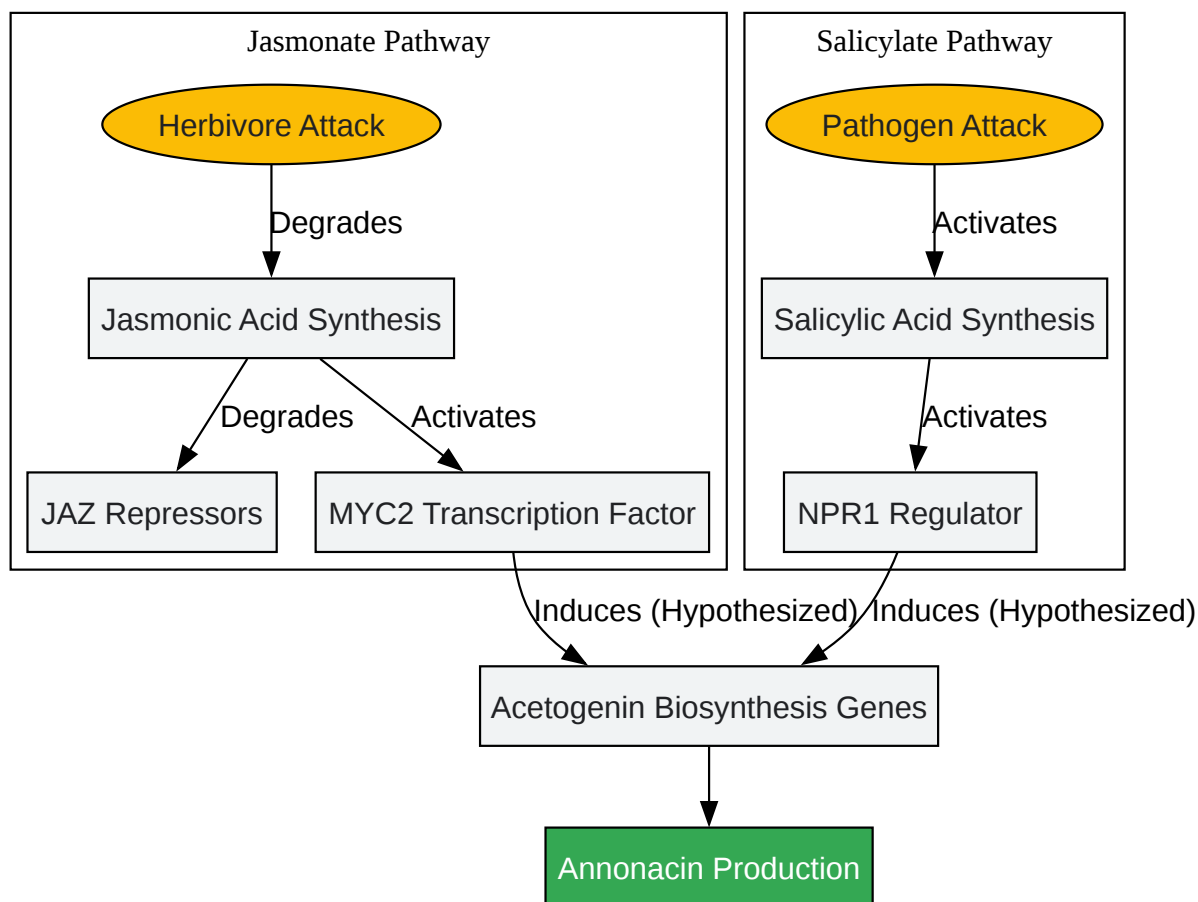 Jasmonate Pathway
Salicylate Pathway
Herbivore Attack
Pathogen Attack
Degrades
Activates
Jasmonic Acid Synthesis
Salicylic Acid Synthesis
Degrades
Activates
Activates
JAZ Repressors
MYC2 Transcription Factor
NPR1 Regulator
Induces (Hypothesized)
Induces (Hypothesized)
Acetogenin Biosynthesis Genes
Annonacin Production